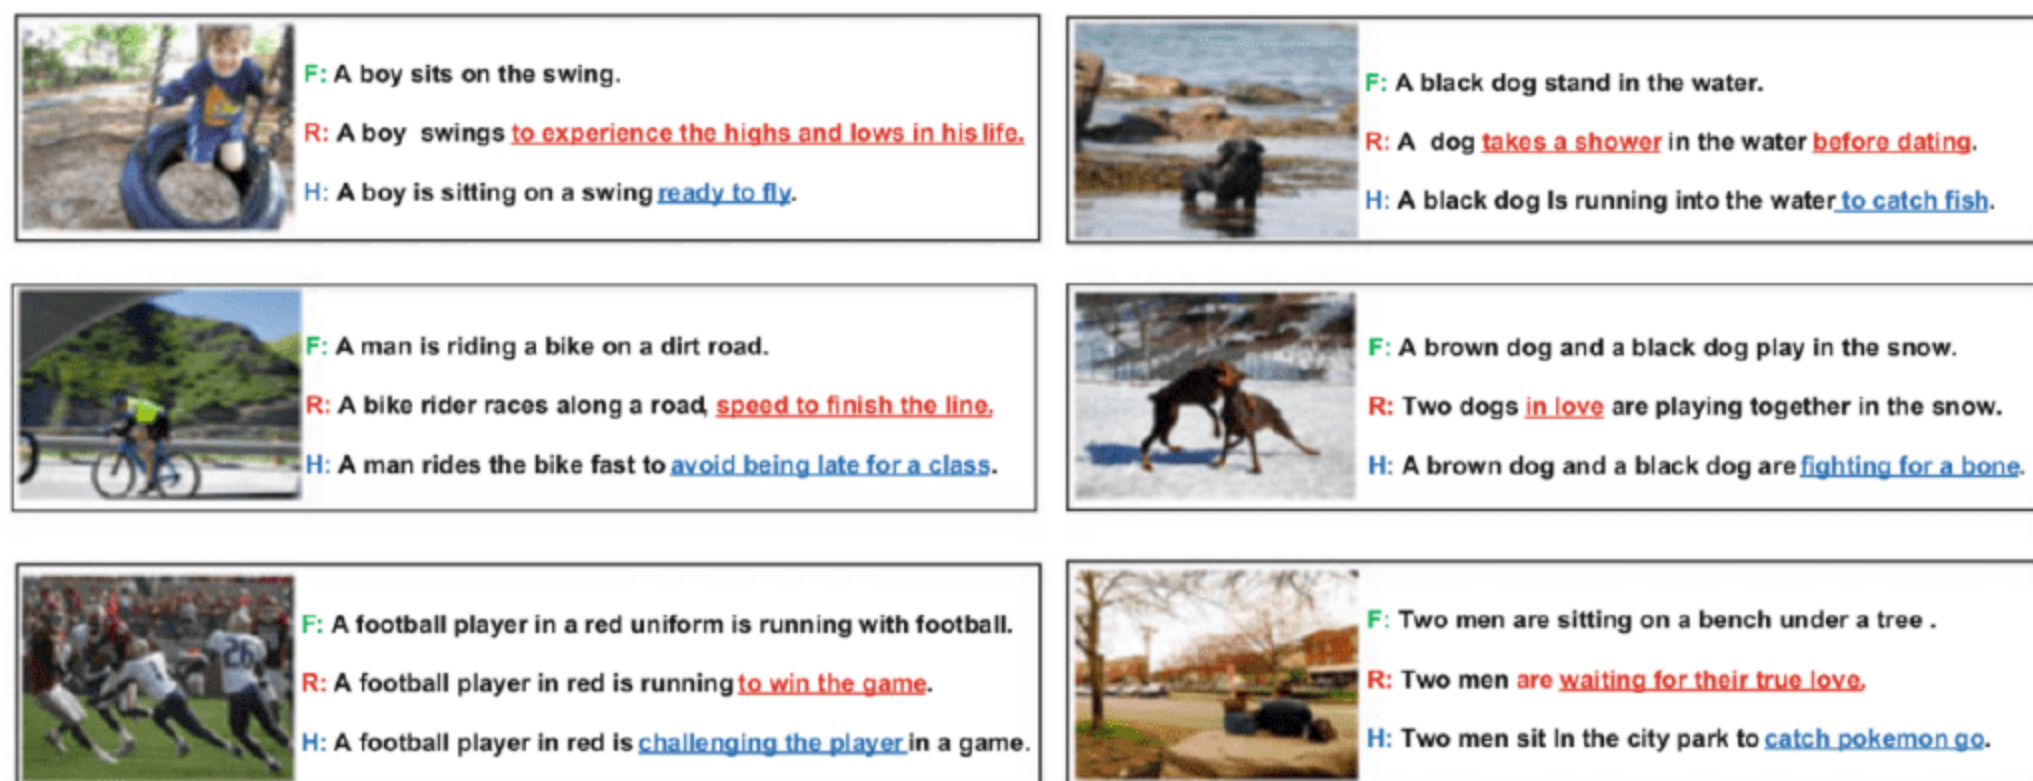 F: A boy sits on the swing.
R: A boy swings to experience the highs and lows in his life.
H: A boy is sitting on a swing ready to fly.
F: A black dog stand in the water.
R: A dog takes a shower in the water before dating.
H: A black dog Is running into the water to catch fish.
F: A man is riding a bike on a dirt road.
R: A bike rider races along a road, speed to finish the line.
H: A man rides the bike fast to avoid being late for a class.
F: A brown dog and a black dog play in the snow.
R: Two dogs in love are playing together in the snow.
H: A brown dog and a black dog are fighting for a bone.
F: A football player in a red uniform is running with football.
R: A football player in red is running to win the game.
H: A football player in red is challenging the player in a game.
26
1
F: Two men are sitting on a bench under a tree .
R: Two men are waiting for their true love.
H: Two men sit In the city park to catch pokemon go.